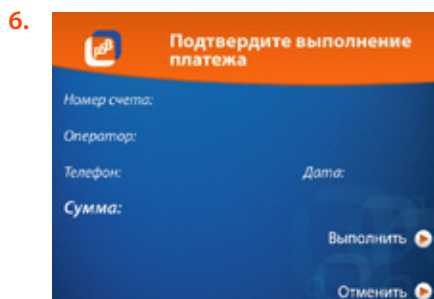 6.
Подтвердите выполнение
платежа
Номер счета:
Оператор:
Телефон: Дата:
Сумма:
Выполнить
Отменить